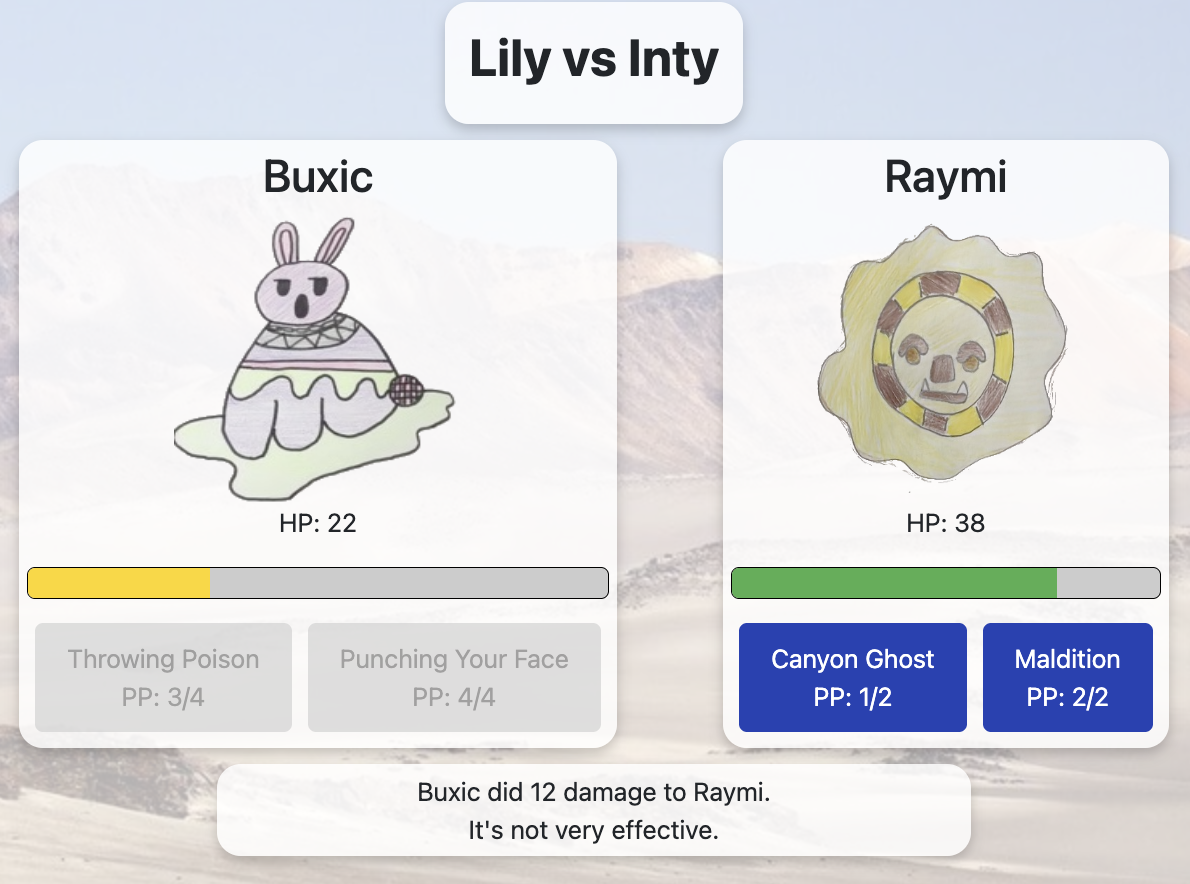 Lily vs Inty
Buxic
HP: 22
Throwing Poison
PP: 3/4
Punching Your Face
PP: 4/4
Raymi
HP: 38
Canyon Ghost
PP: 1/2
Maldition
PP: 2/2
Buxic did 12 damage to Raymi.
It's not very effective.